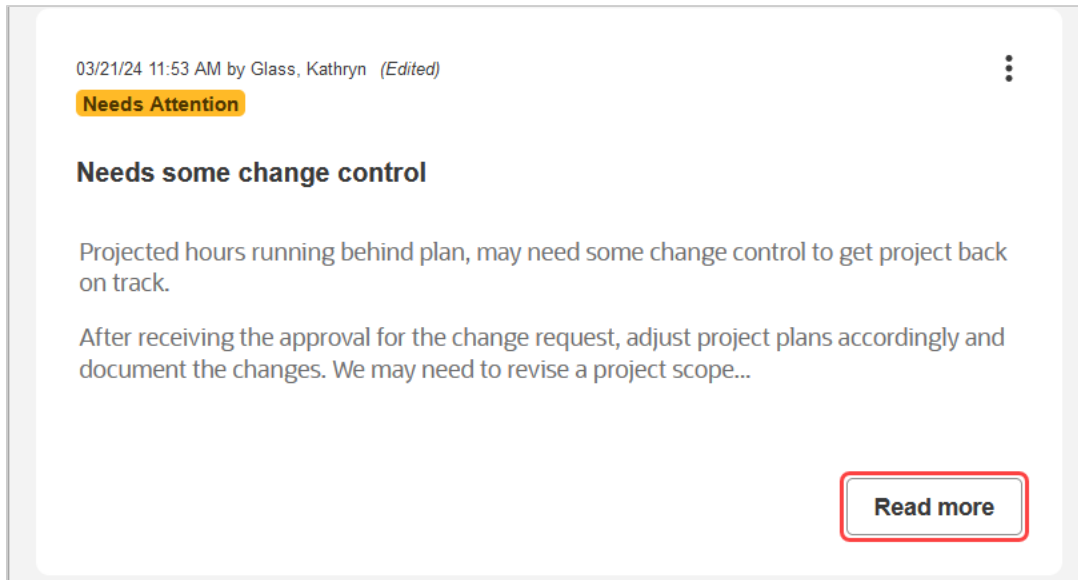 03/21/24 11:53 AM by Glass, Kathryn (Edited)
Needs Attention
Needs some change control
Projected hours running behind plan, may need some change control to get project back
on track.
After receiving the approval for the change request, adjust project plans accordingly and
document the changes. We may need to revise a project scope...
Read more